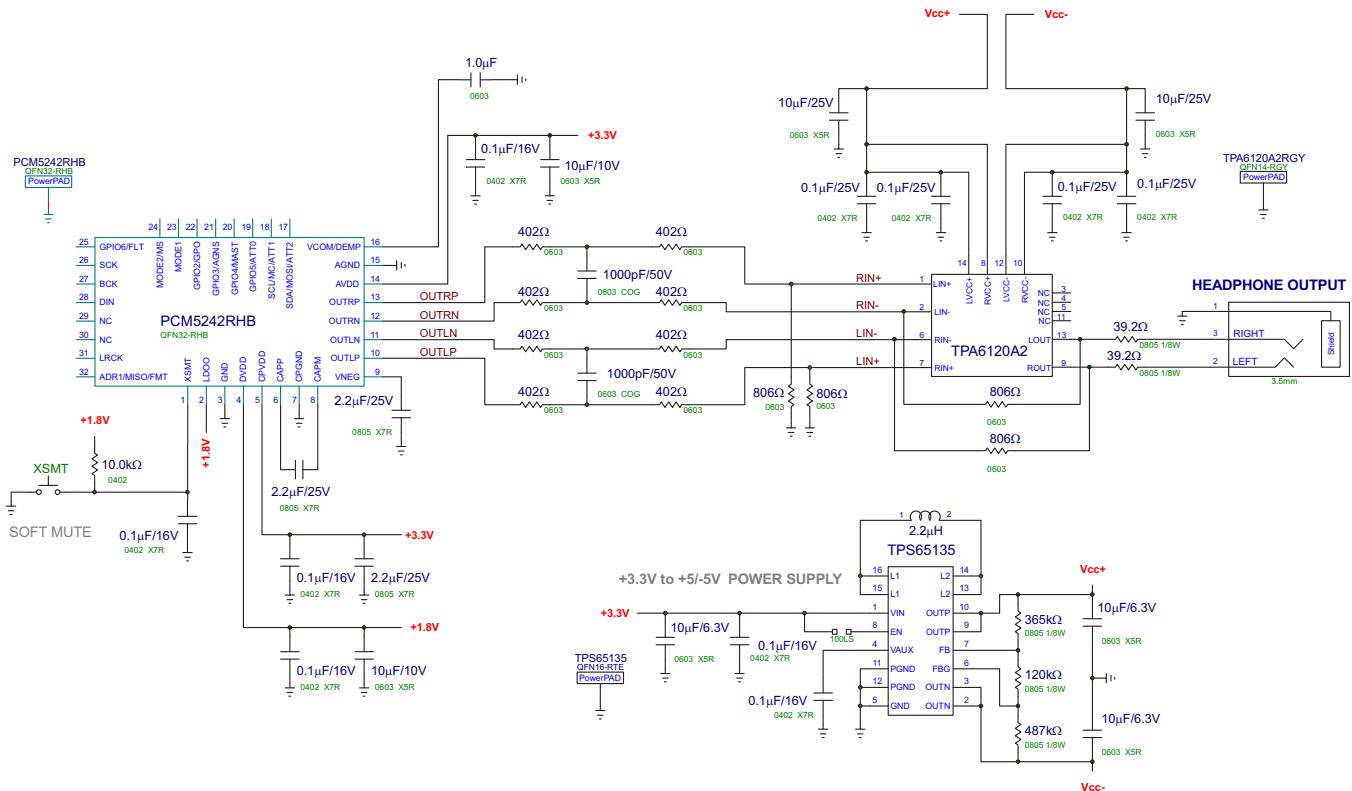 Vcc+
Vcc-
1.0µF
0603
10µF/25V
0603 X5R
10µF/25V
0603 X5R
+3.3V
0.1µF/16V
0402 X7R
10µF/10V
0603 X5R
PCM5242RHB
QFN32-RHB
PowerPAD
TPA6120A2RGY
QFN14-RGY
PowerPAD
0.1µF/25V
0402 X7R
0.1µF/25V
0402 X7R
0.1µF/25V
0402 X7R
0.1µF/25V
0402 X7R
24 23 22 21 20 19 18 17
MODE2/MS
MODE1
GPIO2/GPO
GPIO3/AGNS
GPIO4/MAST
GPIO5/ATT0
SCL/MC/ATT1
SDA/MOSI/ATT2
25 GPIO6/FLT
26 SCK
27 BCK
28 DIN
29 NC
30 NC
31 LRCK
32 ADR1/MISO/FMT
PCM5242RHB
QFN32-RHB
VCOM/DEMP 16
AGND 15
AVDD 14
OUTRP 13
OUTRN 12
OUTLN 11
OUTLP 10
VNEG 9
XSMT
LDOO
GND
DVDD
CPVDD
CAPP
CPGND
CAPM
1 2 3 4 5 6 7 8
OUTRP
OUTRN
OUTLN
OUTLP
402Ω
0603
402Ω
0603
1000pF/50V
0603 COG
402Ω
0603
402Ω
0603
402Ω
0603
402Ω
0603
1000pF/50V
0603 COG
402Ω
0603
402Ω
0603
RIN+
RIN-
LIN-
LIN+
806Ω
0603
806Ω
0603
14 8 12 10
LVCC+
RVCC+
LVCC-
RVCC-
1 LIN+
2 LIN-
6 RIN-
7 RIN+
NC 3
NC 4
NC 5
NC 11
LOUT 13
ROUT 9
TPA6120A2
39.2Ω
0805 1/8W
39.2Ω
0805 1/8W
806Ω
0603
806Ω
0603
HEADPHONE OUTPUT
1
3 RIGHT
2 LEFT
Shield
3.5mm
2.2µF/25V
0805 X7R
+1.8V
10.0kΩ
0402
+1.8V
XSMT
SOFT MUTE
0.1µF/16V
0402 X7R
2.2µF/25V
0805 X7R
+3.3V
0.1µF/16V
0402 X7R
2.2µF/25V
0805 X7R
+1.8V
0.1µF/16V
0402 X7R
10µF/10V
0603 X5R
+3.3V to +5/-5V POWER SUPPLY
1 2
2.2µH
TPS65135
16 L1
15 L1
1 VIN
8 EN
4 VAUX
11 PGND
12 PGND
5 GND
L2 14
L2 13
OUTP 10
OUTP 9
FB 7
FBG 6
OUTN 3
OUTN 2
+3.3V
10µF/6.3V
0603 X5R
0.1µF/16V
0402 X7R
100LS
0.1µF/16V
0402 X7R
TPS65135
QFN16-RTE
PowerPAD
Vcc+
365kΩ
0805 1/8W
120kΩ
0805 1/8W
487kΩ
0805 1/8W
10µF/6.3V
0603 X5R
10µF/6.3V
0603 X5R
Vcc-